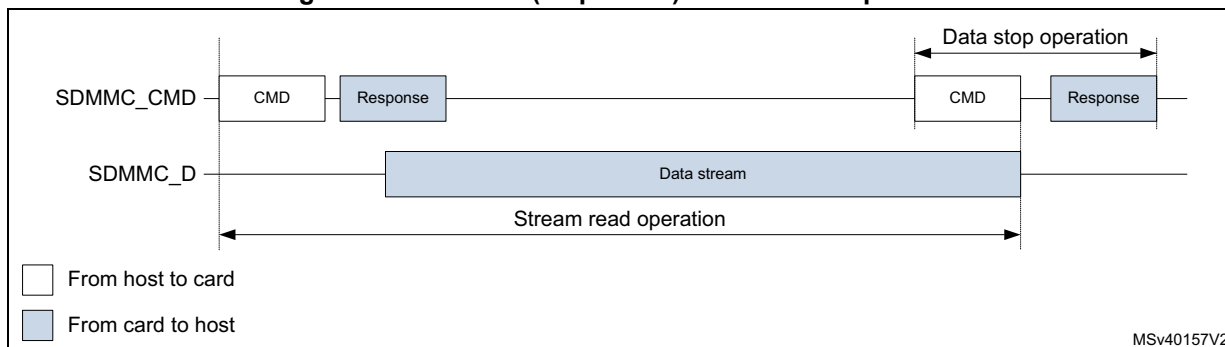 Data stop operation
SDMMC_CMD CMD Response CMD Response
SDMMC_D Data stream
Stream read operation
From host to card
From card to host
MSv40157V2